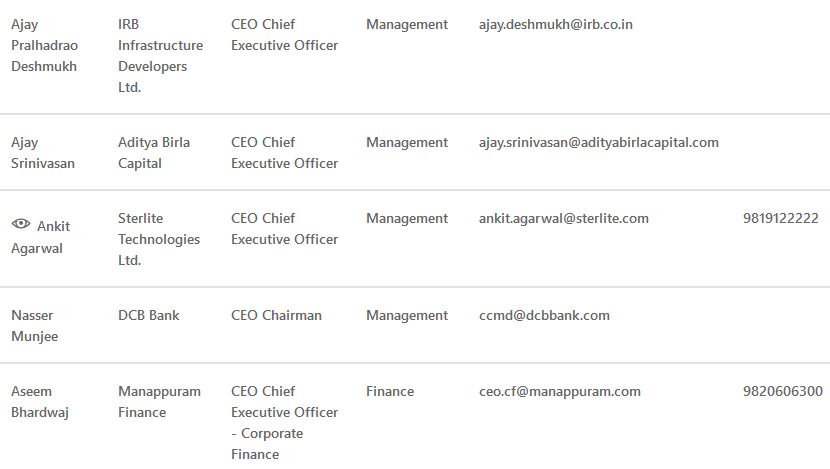 Ajay Pralhadrao Deshmukh IRB Infrastructure Developers Ltd. CEO Chief Executive Officer Management ajay.deshmukh@irb.co.in
Ajay Srinivasan Aditya Birla Capital CEO Chief Executive Officer Management ajay.srinivasan@adityabirlacapital.com
Ankit Agarwal Sterlite Technologies Ltd. CEO Chief Executive Officer Management ankit.agarwal@sterlite.com 9819122222
Nasser Munjee DCB Bank CEO Chairman Management ccmd@dcbbank.com
Aseem Bhardwaj Manappuram Finance CEO Chief Executive Officer - Corporate Finance Finance ceo.cf@manappuram.com 9820606300